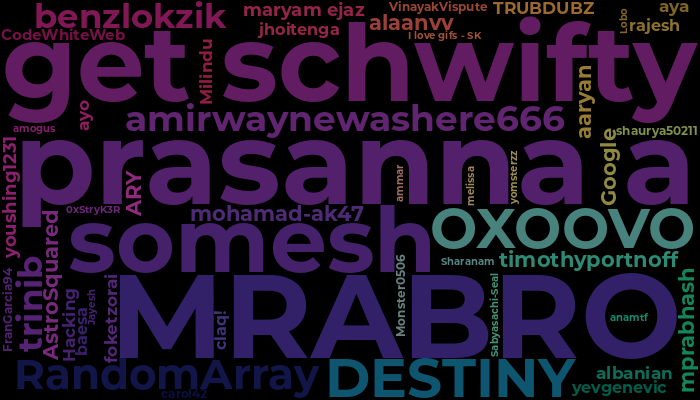 benzlokzik
maryam ejaz
VinayakVispute
TRUBDUBZ
aya
CodeWhiteWeb
jhoitenga
alaanvv
I love gifs - SK
Lobo
rajesh
get schwifty
Milindu
ayo
amogus
amirwaynewashere666
aaryan
shaurya50211
prasanna a
youshing1231
ARY
ammar
melissa
yomsterzz
Google
0xStryK3R
mohamad-ak47
OXOOVO
somesh
Sharanam
timothyportnoff
FranGarcia94
trinib
AstroSquared
Hacking
baesa
Jayesh
foketzorai
MRABRO
claq!
Monster0506
Sabyasachi-Seal
anamtf
mprabhash
RandomArray
carol42
DESTINY
albanian
yevgenevic